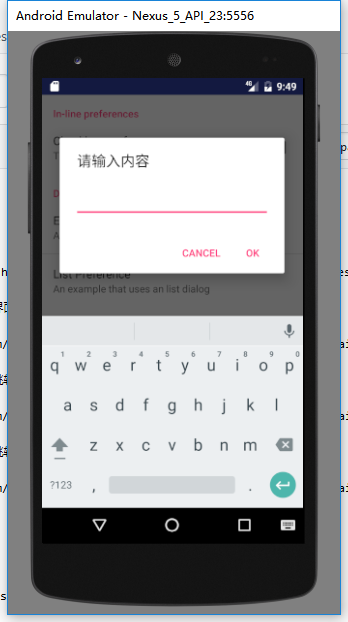 Android Emulator - Nexus_5_API_23:5556
4G 9:49
In-line preferences
请输入内容
CANCEL OK
List Preference
An example that uses an list dialog
1 2 3 4 5 6 7 8 9 0
q w e r t y u i o p
a s d f g h j k l
z x c v b n m
?123 , .